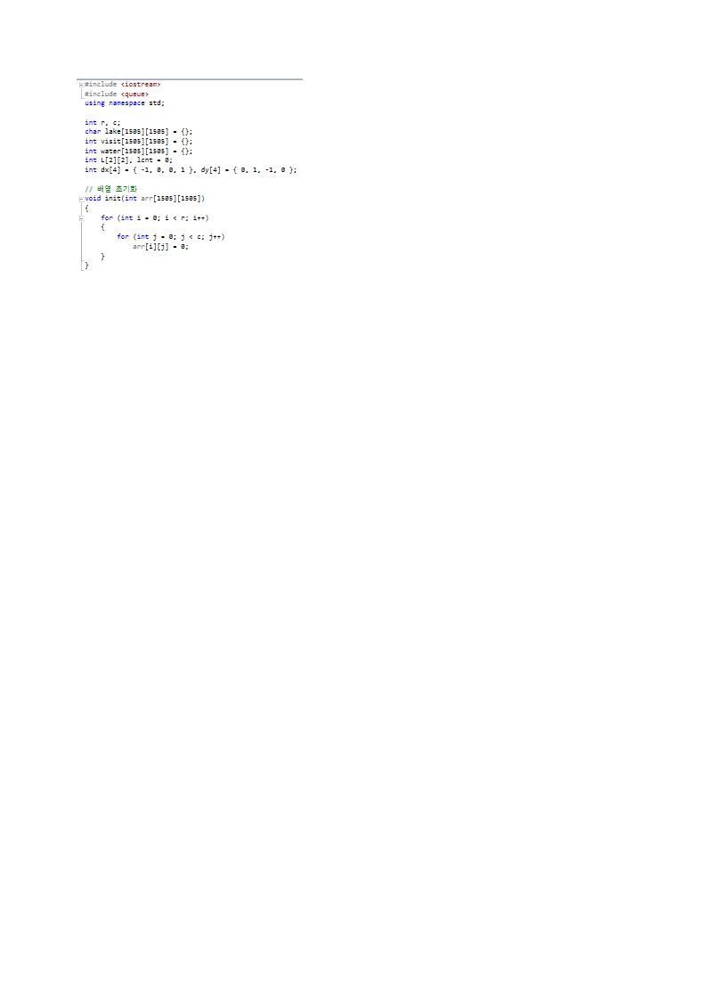 #include <iostream>
#include <queue>
using namespace std;
int r, c;
char lake[1505][1505] = {};
int visit[1505][1505] = {};
int water[1505][1505] = {};
int L[2][2], lcnt = 0;
int dx[4] = { -1, 0, 0, 1 }, dy[4] = { 0, 1, -1, 0 };
// 배열 초기화
void init(int arr[1505][1505])
{
for (int i = 0; i < r; i++)
{
for (int j = 0; j < c; j++)
arr[i][j] = 0;
}
}